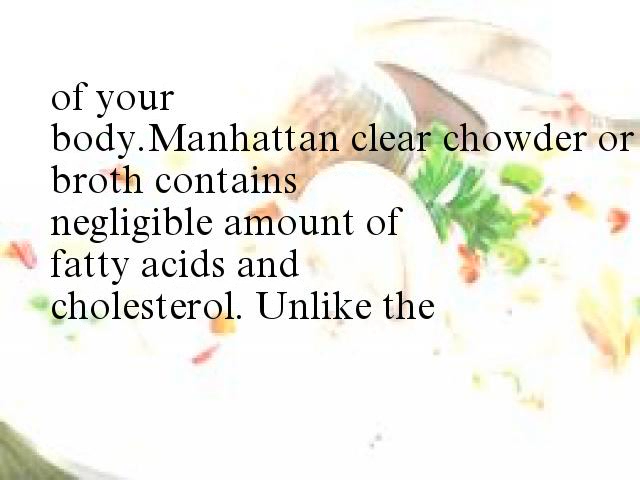 of your
body.Manhattan clear chowder or
broth contains
negligible amount of
fatty acids and
cholesterol. Unlike the